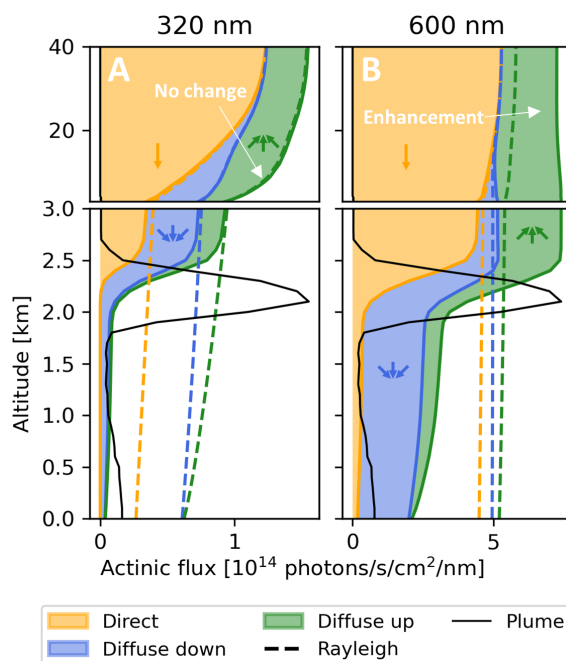 320 nm
600 nm
A
B
No change
Enhancement
40
20
3.0
2.5
2.0
1.5
1.0
0.5
0.0
Altitude [km]
0
1
0
5
Actinic flux [10¹⁴ photons/s/cm²/nm]
Direct
Diffuse down
Diffuse up
Rayleigh
Plume